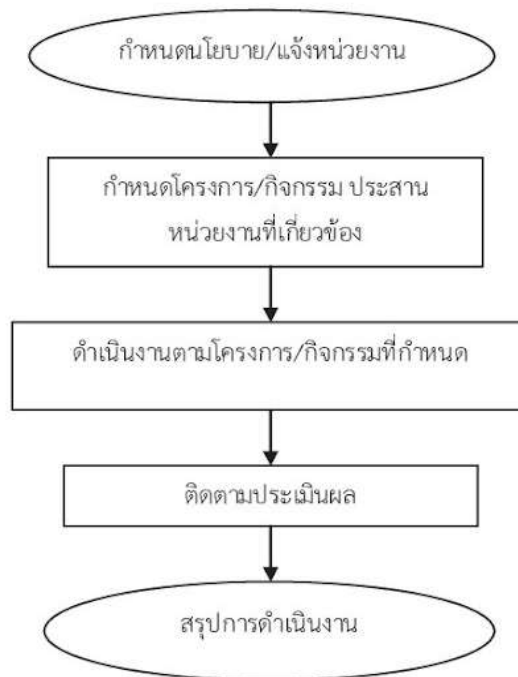 กำหนดนโยบาย/แจ้งหน่วยงาน
กำหนดโครงการ/กิจกรรม ประสาน
หน่วยงานที่เกี่ยวข้อง
ดำเนินงานตามโครงการ/กิจกรรมที่กำหนด
ติดตามประเมินผล
สรุปการดำเนินงาน